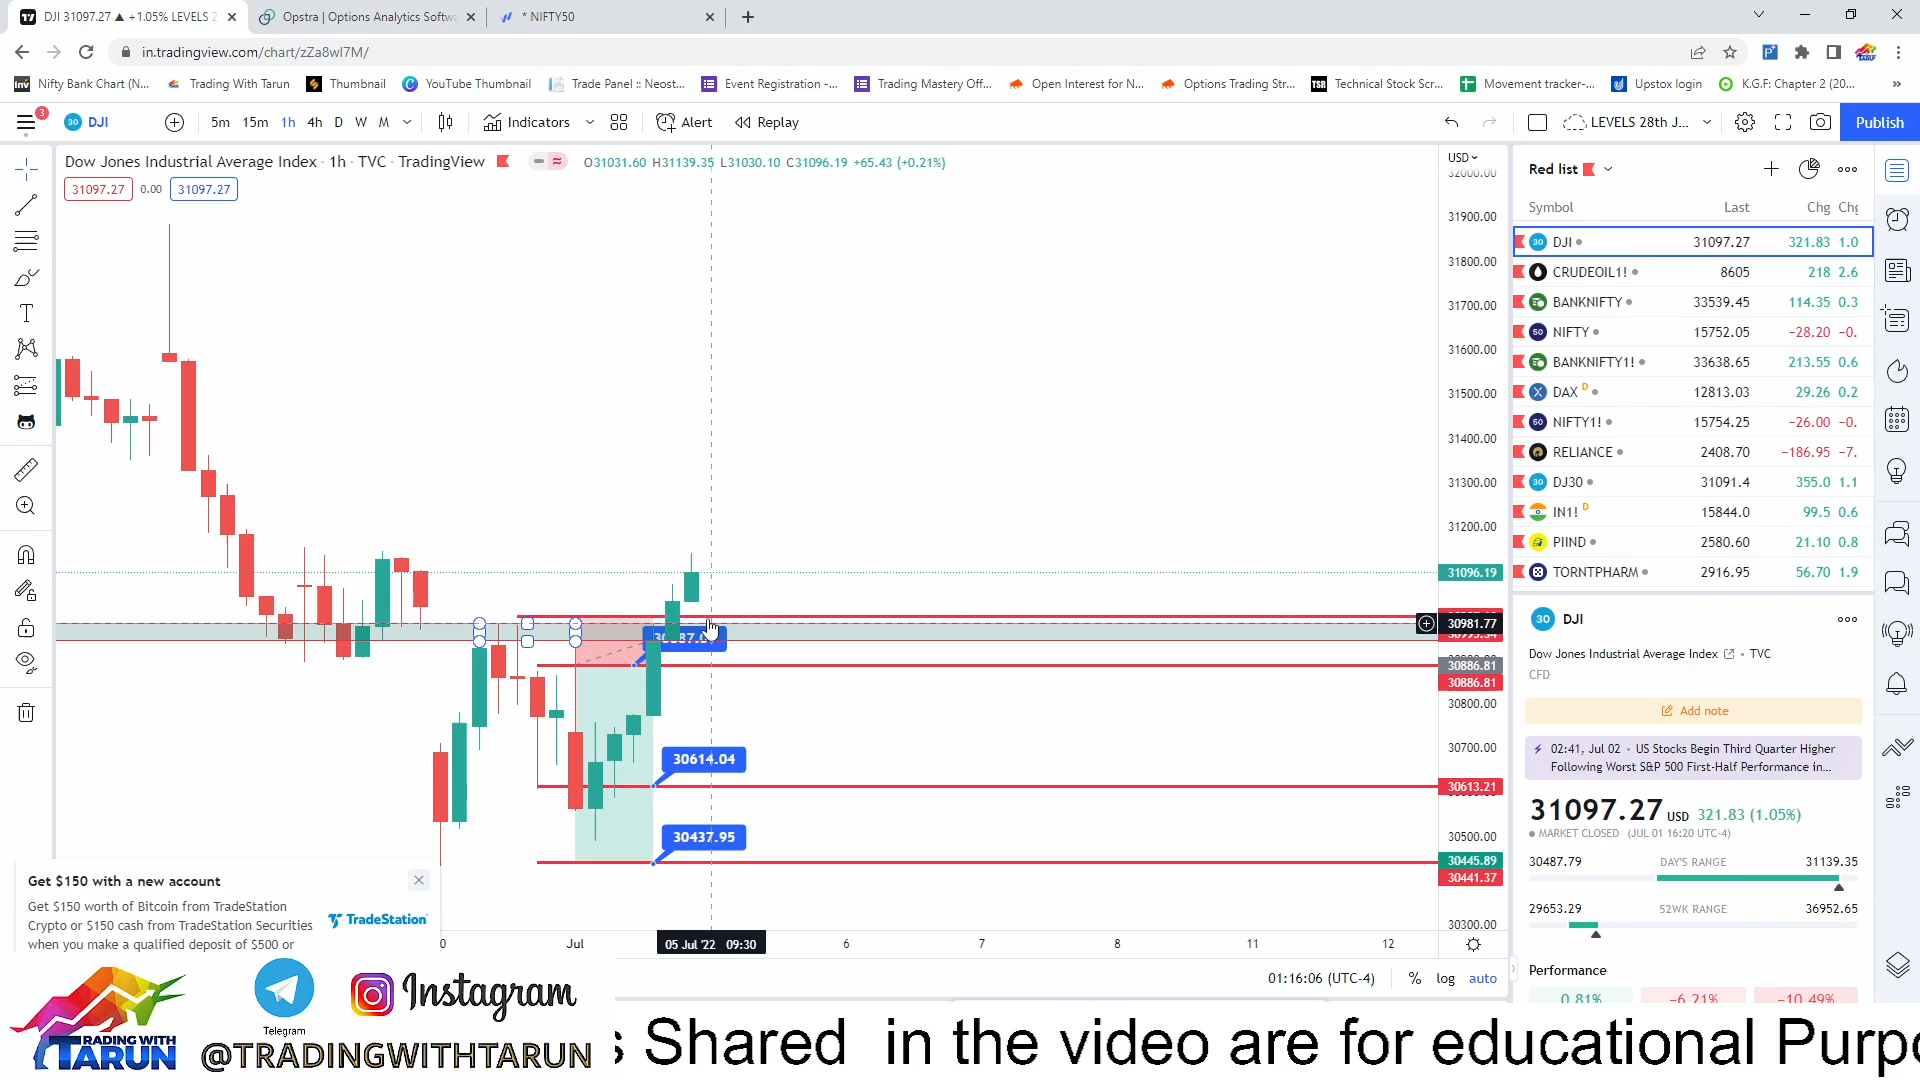 DJI 31097.27 ▲ +1.05% LEVELS 2
Opstra | Options Analytics Softwa
* NIFTY50
in.tradingview.com/chart/zZa8wI7M/
Nifty Bank Chart (N...
Trading With Tarun
Thumbnail
YouTube Thumbnail
Trade Panel :: Neost...
Event Registration -...
Trading Mastery Off...
Open Interest for N...
Options Trading Str...
Technical Stock Scr...
Movement tracker-...
Upstox login
K.G.F: Chapter 2 (20...
3
DJI
5m 15m 1h 4h D W M
Indicators
Alert
Replay
LEVELS 28th J...
Publish
Dow Jones Industrial Average Index · 1h · TVC · TradingView
O31031.60 H31139.35 L31030.10 C31096.19 +65.43 (+0.21%)
31097.27 0.00 31097.27
USD
32000.00
31900.00
31800.00
31700.00
31600.00
31500.00
31400.00
31300.00
31200.00
31096.19
30981.77
30886.81
30886.81
30800.00
30700.00
30613.21
30500.00
30445.89
30441.37
30300.00
30614.04
30437.95
Jul
05 Jul '22 09:30
6 7 8 11 12
01:16:06 (UTC-4)
% log auto
Red list
Symbol Last Chg Chg
DJI 31097.27 321.83 1.0
CRUDEOIL1! 8605 218 2.6
BANKNIFTY 33539.45 114.35 0.3
NIFTY 15752.05 −28.20 −0.
BANKNIFTY1! 33638.65 213.55 0.6
DAX D 12813.03 29.26 0.2
NIFTY1! 15754.25 −26.00 −0.
RELIANCE 2408.70 −186.95 −7.
DJ30 31091.4 355.0 1.1
IN1! D 15844.0 99.5 0.6
PIIND 2580.60 21.10 0.8
TORNTPHARM 2916.95 56.70 1.9
DJI
Dow Jones Industrial Average Index • TVC
CFD
Add note
02:41, Jul 02 • US Stocks Begin Third Quarter Higher
Following Worst S&P 500 First-Half Performance in...
31097.27 USD 321.83 (1.05%)
MARKET CLOSED (JUL 01 16:20 UTC-4)
30487.79 DAY'S RANGE 31139.35
29653.29 52WK RANGE 36952.65
Performance
0.81% −6.21% −10.49%
Get $150 with a new account
Get $150 worth of Bitcoin from TradeStation
Crypto or $150 cash from TradeStation Securities
when you make a qualified deposit of $500 or
TradeStation
Telegram
Instagram
TRADING WITH
TARUN
@TRADINGWITHTARUN
s Shared in the video are for educational Purpo